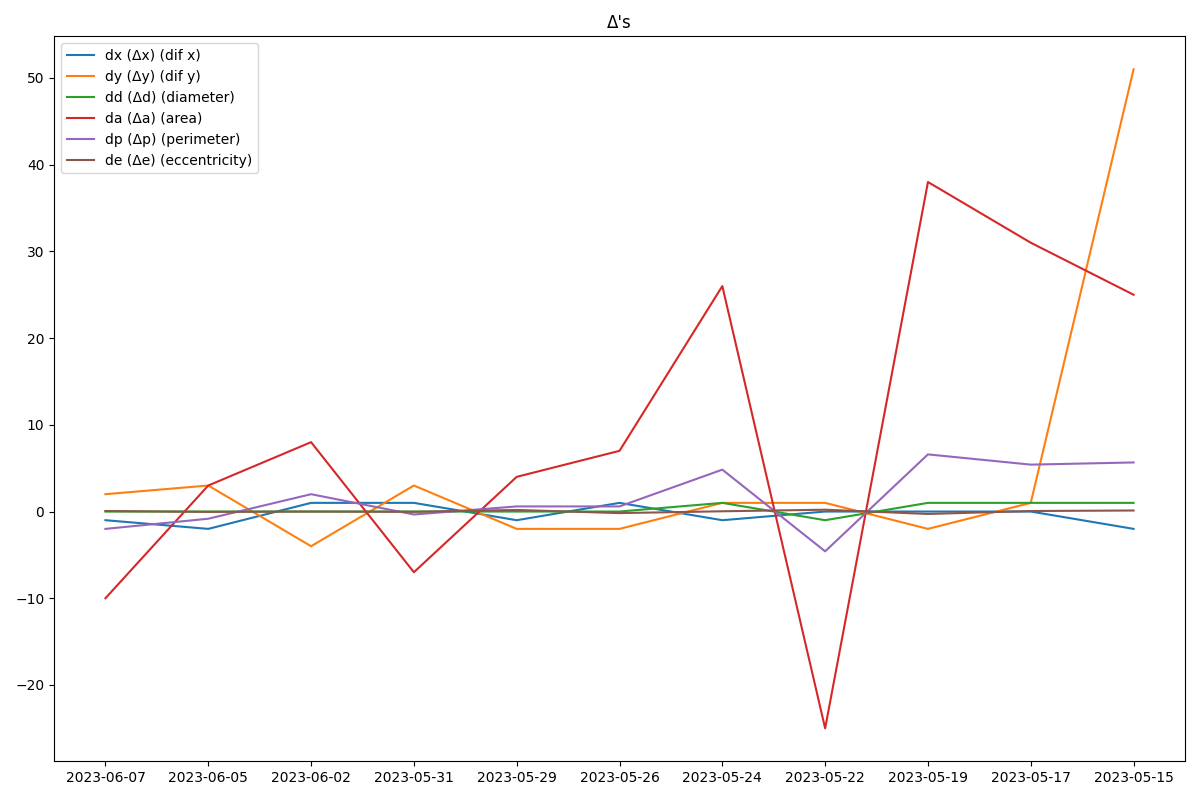 Δ's
dx (Δx) (dif x)
dy (Δy) (dif y)
dd (Δd) (diameter)
da (Δa) (area)
dp (Δp) (perimeter)
de (Δe) (eccentricity)
50
40
30
20
10
0
−10
−20
2023-06-07 2023-06-05 2023-06-02 2023-05-31 2023-05-29 2023-05-26 2023-05-24 2023-05-22 2023-05-19 2023-05-17 2023-05-15